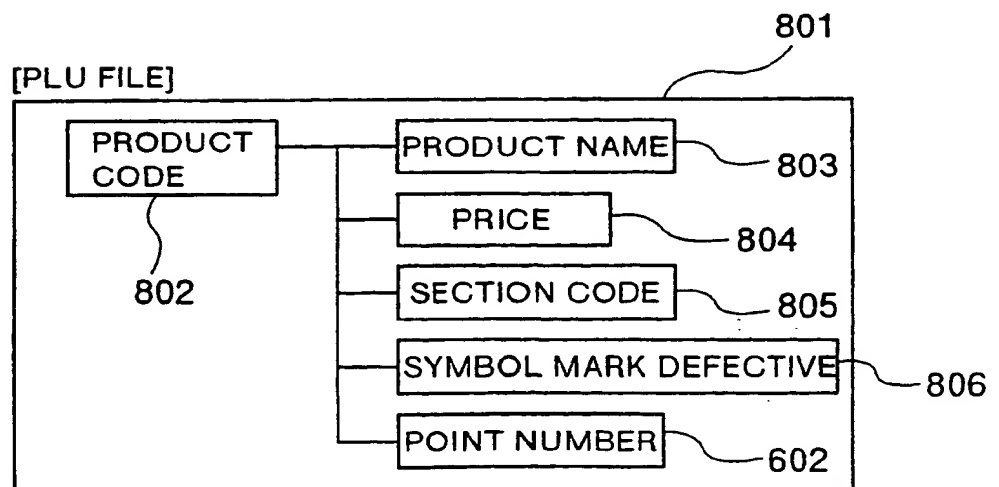 801
[PLU FILE]
PRODUCT
CODE
802
PRODUCT NAME
803
PRICE
804
SECTION CODE
805
SYMBOL MARK DEFECTIVE
806
POINT NUMBER
602